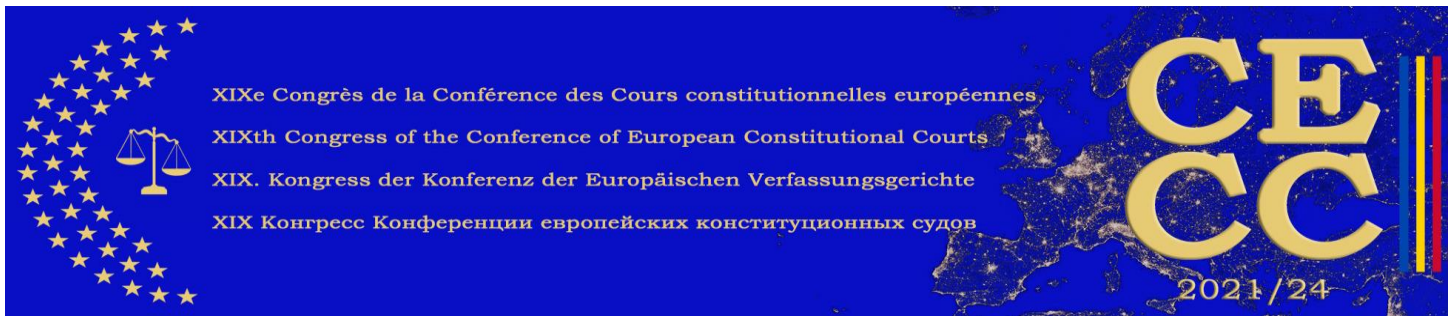 XIXe Congrès de la Conférence des Cours constitutionnelles européennes
XIXth Congress of the Conference of European Constitutional Courts
XIX. Kongress der Konferenz der Europäischen Verfassungsgerichte
XIX Конгресс Конференции европейских конституционных судов
CE
CC
2021/24